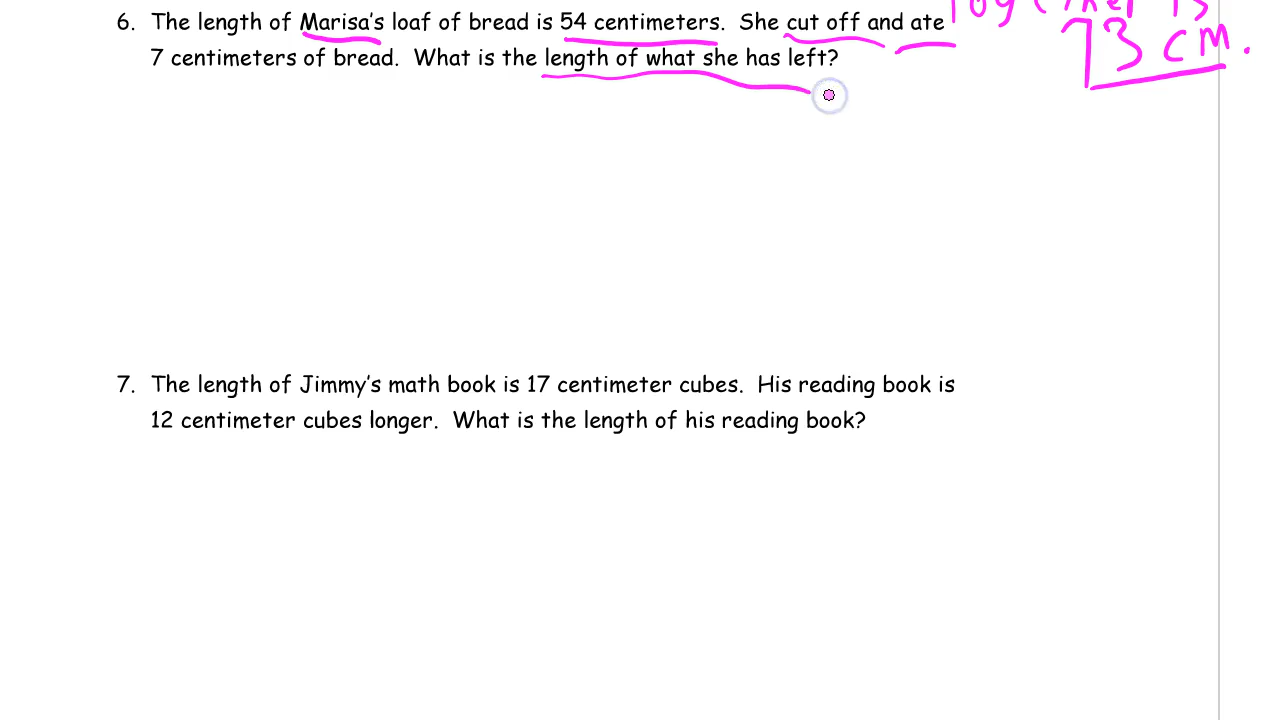 together is
6. The length of Marisa's loaf of bread is 54 centimeters. She cut off and ate
73 cm.
7 centimeters of bread. What is the length of what she has left?
7. The length of Jimmy's math book is 17 centimeter cubes. His reading book is
12 centimeter cubes longer. What is the length of his reading book?